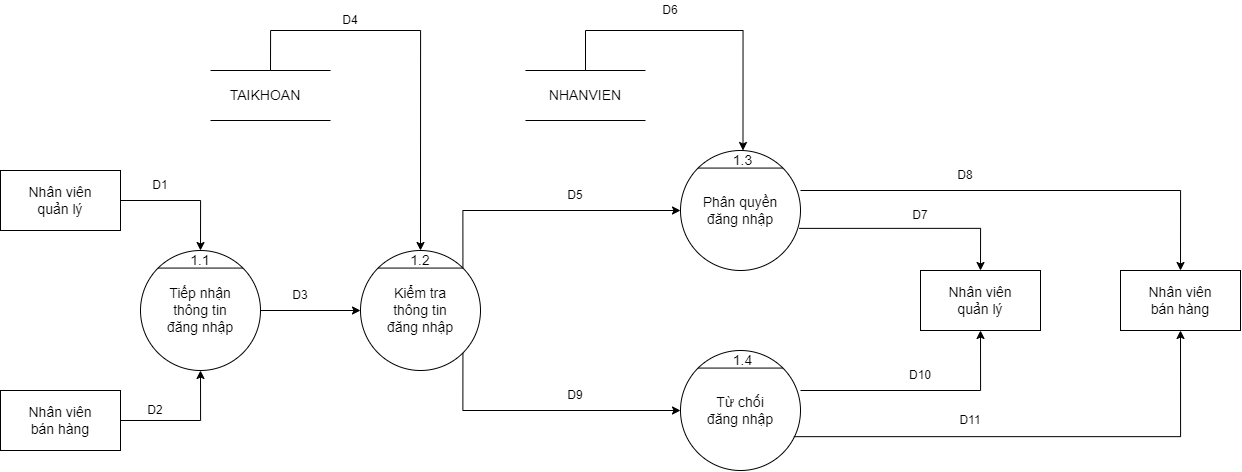 D4
D6
TAIKHOAN
NHANVIEN
1.3
Phân quyền
đăng nhập
D8
D7
D1
Nhân viên
quản lý
D5
1.1
Tiếp nhận
thông tin
đăng nhập
1.2
Kiểm tra
thông tin
đăng nhập
D3
Nhân viên
quản lý
Nhân viên
bán hàng
1.4
Từ chối
đăng nhập
D10
D9
D2
Nhân viên
bán hàng
D11